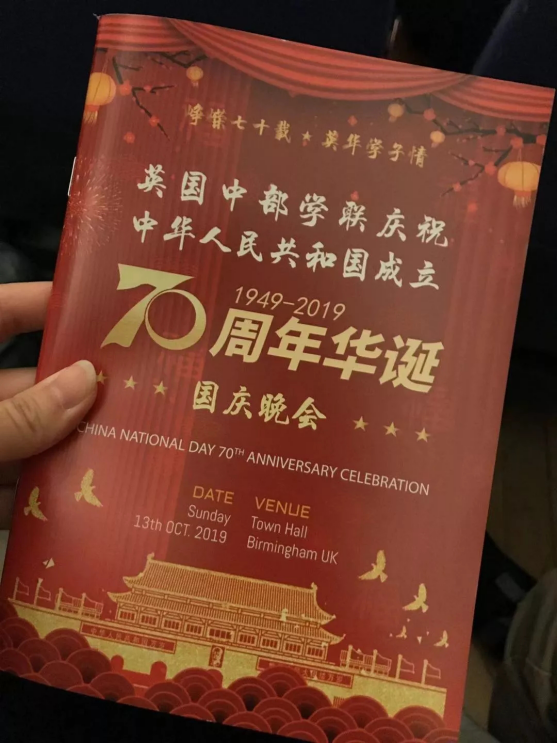 峥嵘七十载 ★ 英华学子情
英国中部学联庆祝
中华人民共和国成立
1949-2019
70周年华诞
国庆晚会
CHINA NATIONAL DAY 70TH ANNIVERSARY CELEBRATION
DATE
Sunday
13th OCT. 2019
VENUE
Town Hall
Birmingham UK